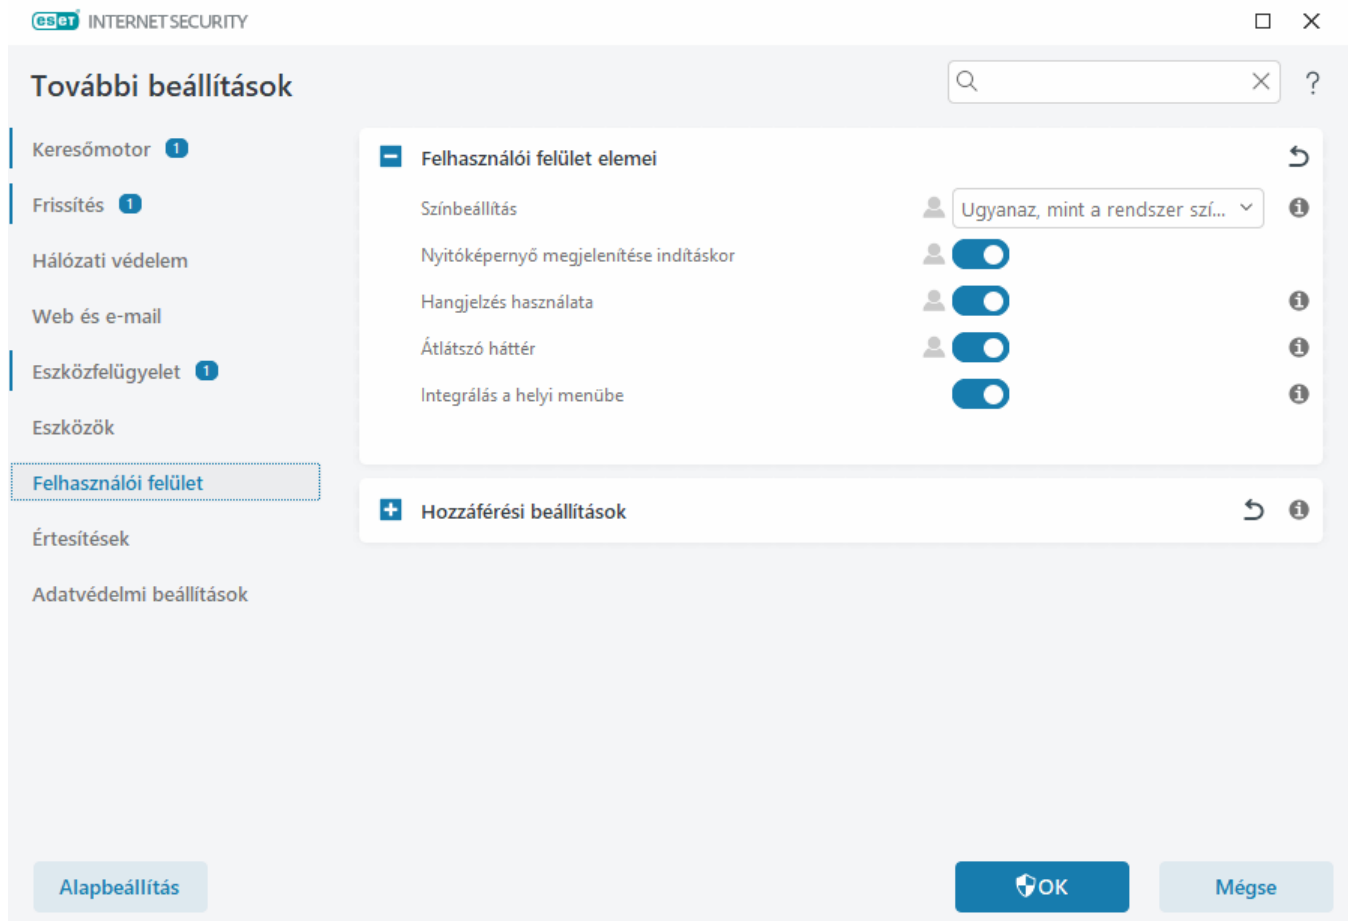 eset INTERNET SECURITY
További beállítások
?
Keresőmotor 1
Frissítés 1
Hálózati védelem
Web és e-mail
Eszközfelügyelet 1
Eszközök
Felhasználói felület
Értesítések
Adatvédelmi beállítások
Felhasználói felület elemei
Színbeállítás
Ugyanaz, mint a rendszer szí...
Nyitóképernyő megjelenítése indításkor
Hangjelzés használata
Átlátszó háttér
Integrálás a helyi menübe
Hozzáférési beállítások
Alapbeállítás
OK
Mégse